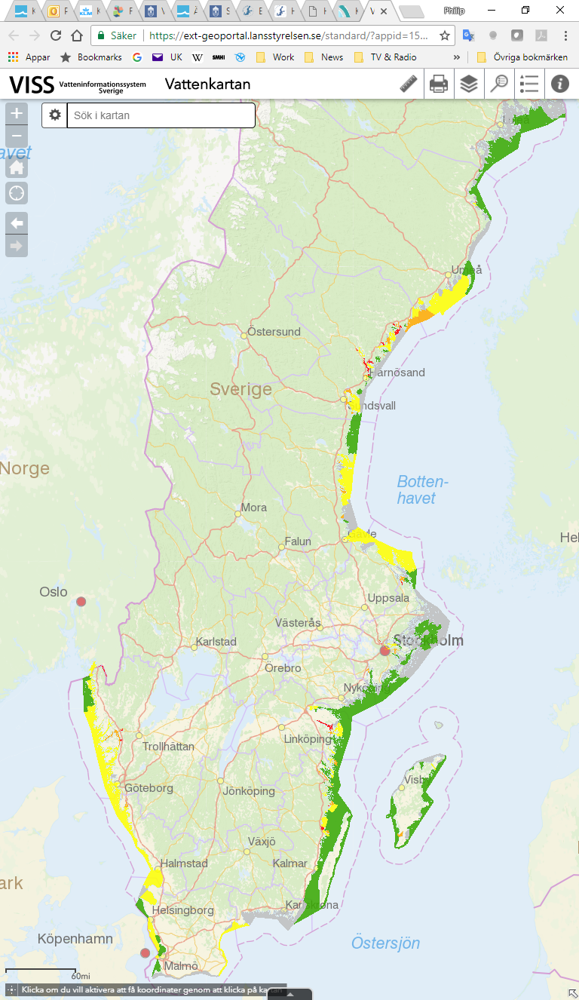 Philip
Säker
https://ext-geoportal.lansstyrelsen.se/standard/?appid=15...
Appar
Bookmarks
UK
SMHI
Work
News
TV & Radio
»
Övriga bokmärken
VISS
Vatteninformationssystem
Sverige
Vattenkartan
Sök i kartan
avet
Luleå
Umeå
Östersund
Härnösand
Sverige
Sundsvall
Norge
Botten-
havet
Mora
Gävle
Hel
Falun
Oslo
Uppsala
Västerås
Stockholm
Karlstad
Örebro
Nyköping
Linköping
Trollhättan
Visby
Göteborg
Jönköping
Växjö
Halmstad
Kalmar
ark
Karlskrona
Helsingborg
Köpenhamn
Östersjön
Malmö
60mi
Klicka om du vill aktivera att få koordinater genom att klicka på kartan